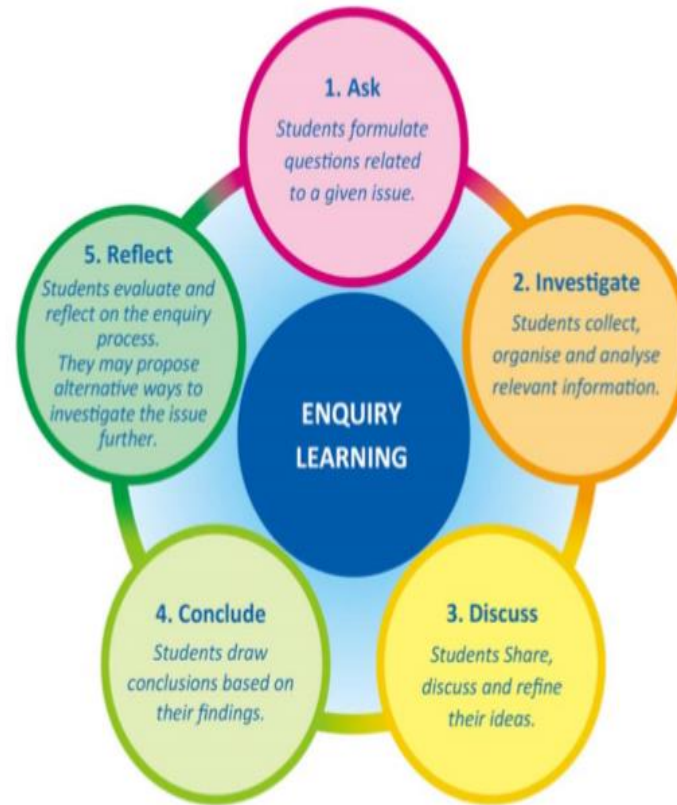 1. Ask
Students formulate
questions related
to a given issue.
2. Investigate
Students collect,
organise and analyse
relevant information.
3. Discuss
Students Share,
discuss and refine
their ideas.
4. Conclude
Students draw
conclusions based on
their findings.
5. Reflect
Students evaluate and
reflect on the enquiry
process.
They may propose
alternative ways to
investigate the issue
further.
ENQUIRY
LEARNING